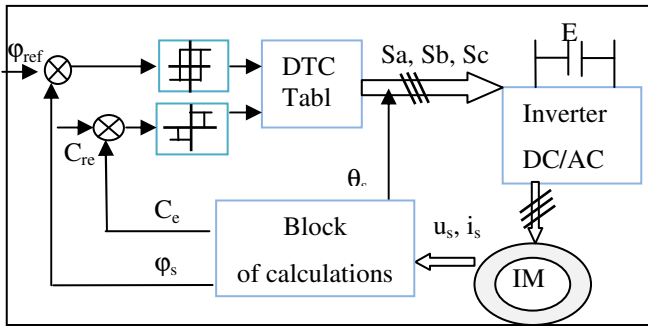 φref
DTC
Tabl
Sa, Sb, Sc
E
Inverter
DC/AC
Cre
θs
Ce
φs
Block
of calculations
us, is
IM